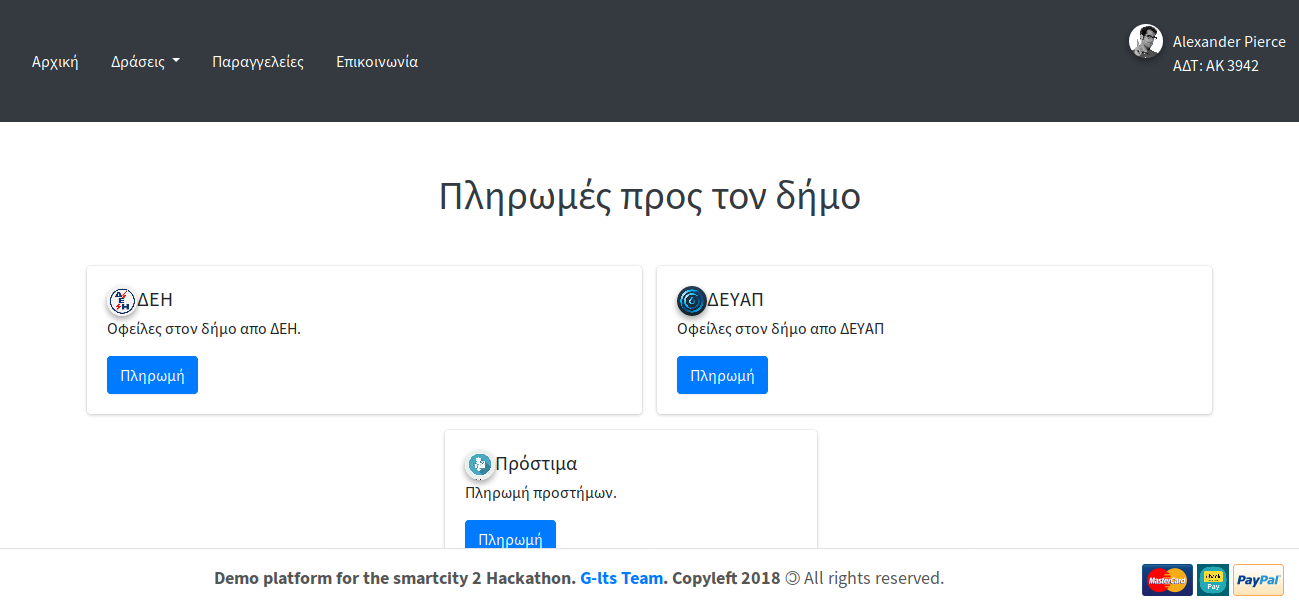 Αρχική Δράσεις Παραγγελείες Επικοινωνία
Alexander Pierce
ΑΔΤ: ΑΚ 3942
Πληρωμές προς τον δήμο
ΔΕΗ
Οφείλες στον δήμο απο ΔΕΗ.
Πληρωμή
ΔΕΥΑΠ
Οφείλες στον δήμο απο ΔΕΥΑΠ
Πληρωμή
Πρόστιμα
Πληρωμή προστήμων.
Πληρωμή
Demo platform for the smartcity 2 Hackathon. G-lts Team. Copyleft 2018 🄯 All rights reserved.
MasterCard check Pay PayPal